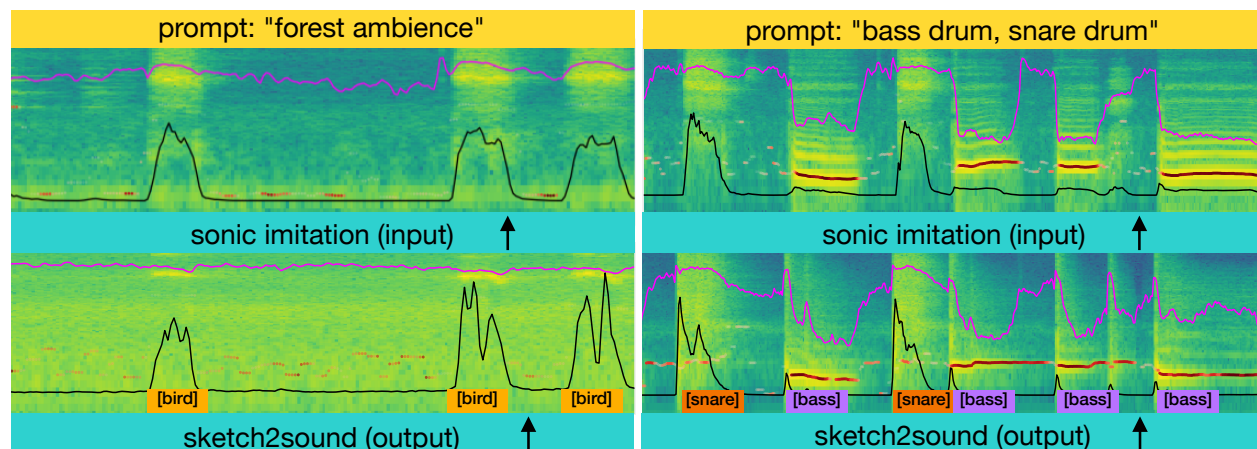 prompt: "forest ambience"
sonic imitation (input)
[bird]
[bird]
[bird]
sketch2sound (output)
prompt: "bass drum, snare drum"
sonic imitation (input)
[snare]
[bass]
[snare]
[bass]
[bass]
[bass]
sketch2sound (output)